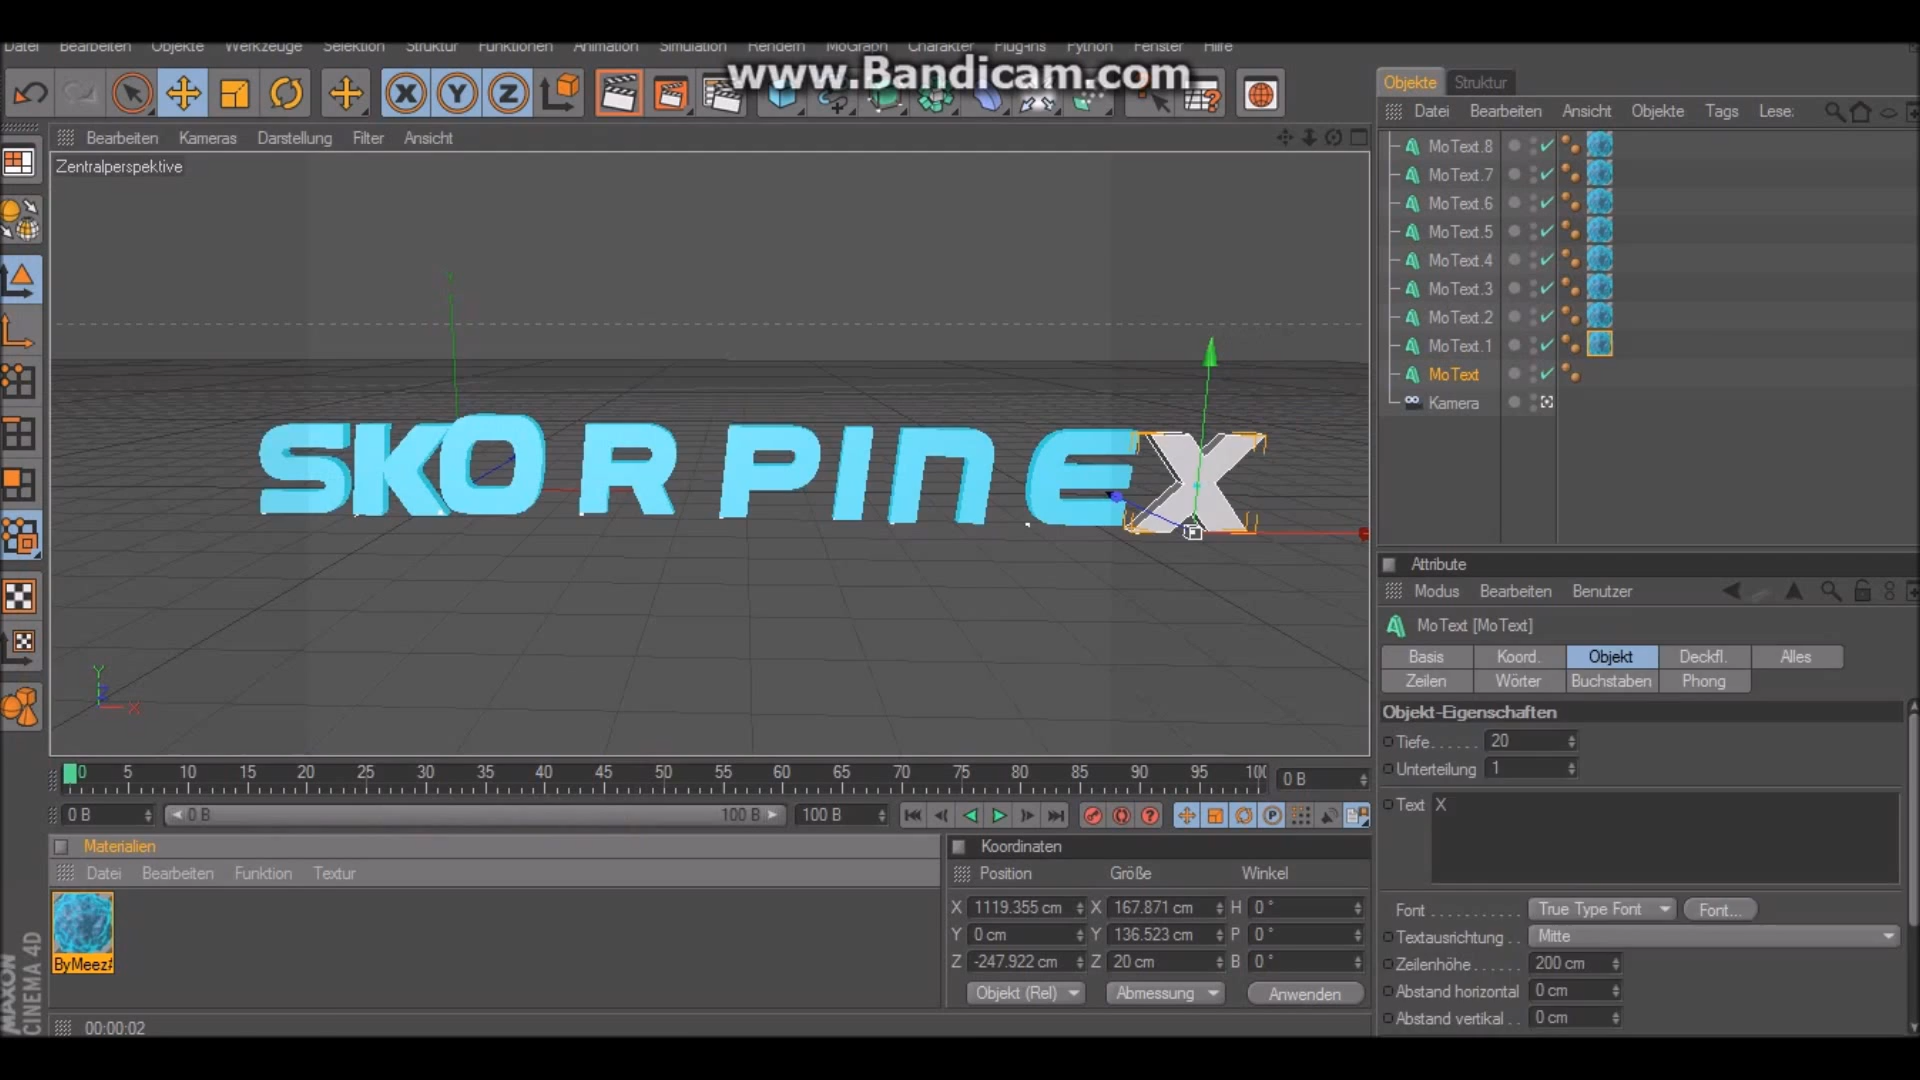 Datei Bearbeiten Objekte Werkzeuge Selektion Struktur Funktionen Animation Simulation Rendern MoGraph Charakter Plug-ins Python Fenster Hilfe
www.Bandicam.com
X Y Z
Bearbeiten Kameras Darstellung Filter Ansicht
Zentralperspektive
SKORPINEX
Y
Z
X
0 5 10 15 20 25 30 35 40 45 50 55 60 65 70 75 80 85 90 95 100
0 B
0 B
0 B
100 B
100 B
Materialien
Datei Bearbeiten Funktion Textur
ByMeez#
MAXON
CINEMA 4D
00:00:02
Koordinaten
Position Größe Winkel
X 1119.355 cm X 167.871 cm H 0 °
Y 0 cm Y 136.523 cm P 0 °
Z -247.922 cm Z 20 cm B 0 °
Objekt (Rel) Abmessung Anwenden
Objekte Struktur
Datei Bearbeiten Ansicht Objekte Tags Lese:
MoText.8
MoText.7
MoText.6
MoText.5
MoText.4
MoText.3
MoText.2
MoText.1
MoText
Kamera
Attribute
Modus Bearbeiten Benutzer
MoText [MoText]
Basis Koord. Objekt Deckfl. Alles
Zeilen Wörter Buchstaben Phong
Objekt-Eigenschaften
Tiefe. . . . . . 20
Unterteilung 1
Text X
Font . . . . . . . . . . True Type Font Font...
Textausrichtung . . Mitte
Zeilenhöhe. . . . . . 200 cm
Abstand horizontal 0 cm
Abstand vertikal . . 0 cm